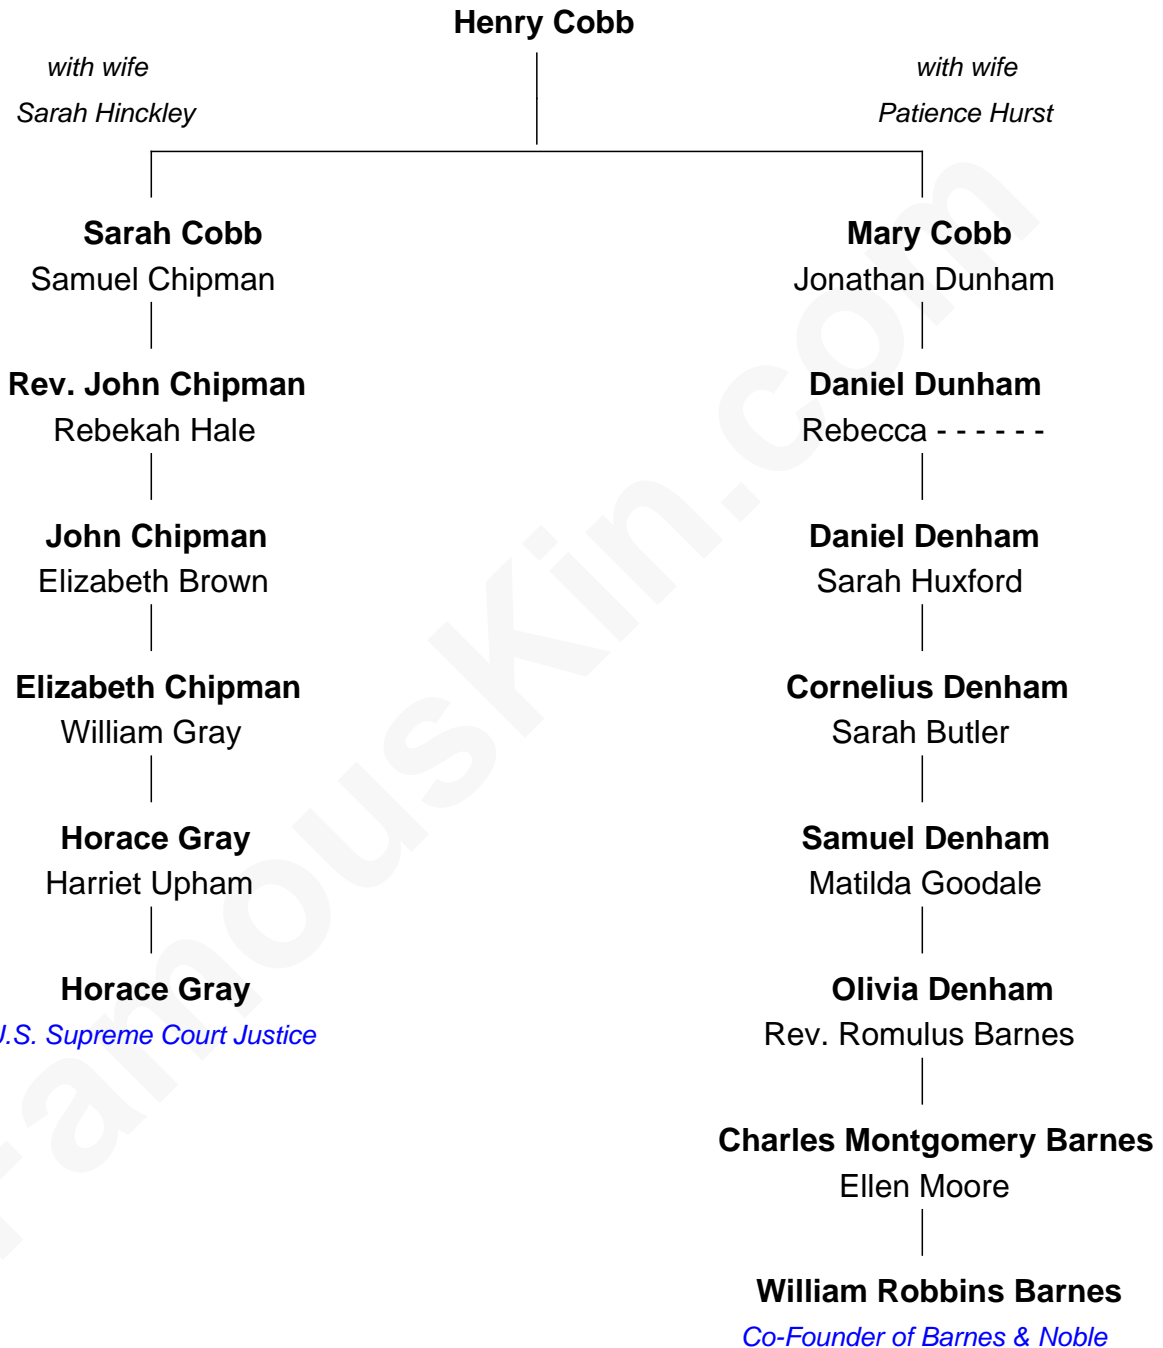 Henry Cobb
with wife
Sarah Hinckley
with wife
Patience Hurst
Sarah Cobb
Samuel Chipman
Rev. John Chipman
Rebekah Hale
John Chipman
Elizabeth Brown
Elizabeth Chipman
William Gray
Horace Gray
Harriet Upham
Horace Gray
U.S. Supreme Court Justice
Mary Cobb
Jonathan Dunham
Daniel Dunham
Rebecca - - - - - -
Daniel Denham
Sarah Huxford
Cornelius Denham
Sarah Butler
Samuel Denham
Matilda Goodale
Olivia Denham
Rev. Romulus Barnes
Charles Montgomery Barnes
Ellen Moore
William Robbins Barnes
Co-Founder of Barnes & Noble
FamousKin.com